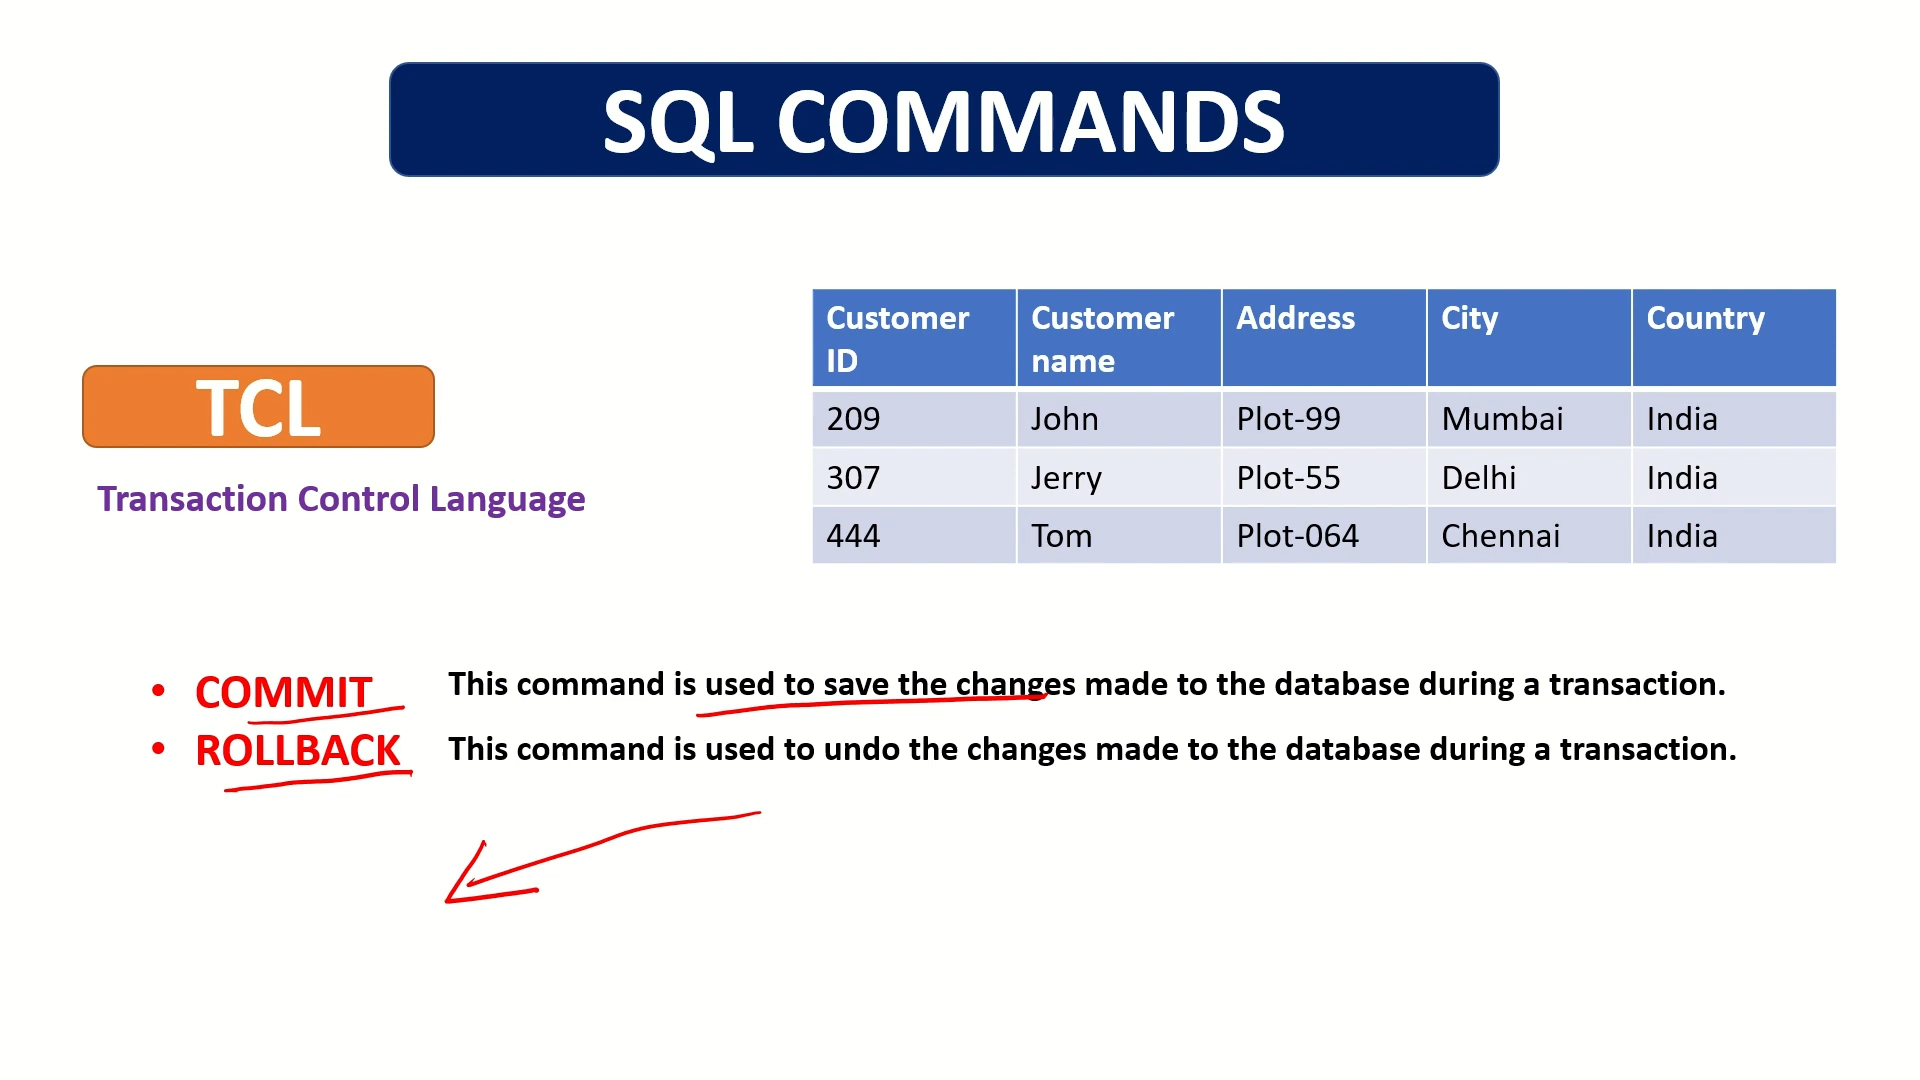 SQL COMMANDS
TCL
Transaction Control Language
Customer ID Customer name Address City Country
209 John Plot-99 Mumbai India
307 Jerry Plot-55 Delhi India
444 Tom Plot-064 Chennai India
• COMMIT This command is used to save the changes made to the database during a transaction.
• ROLLBACK This command is used to undo the changes made to the database during a transaction.